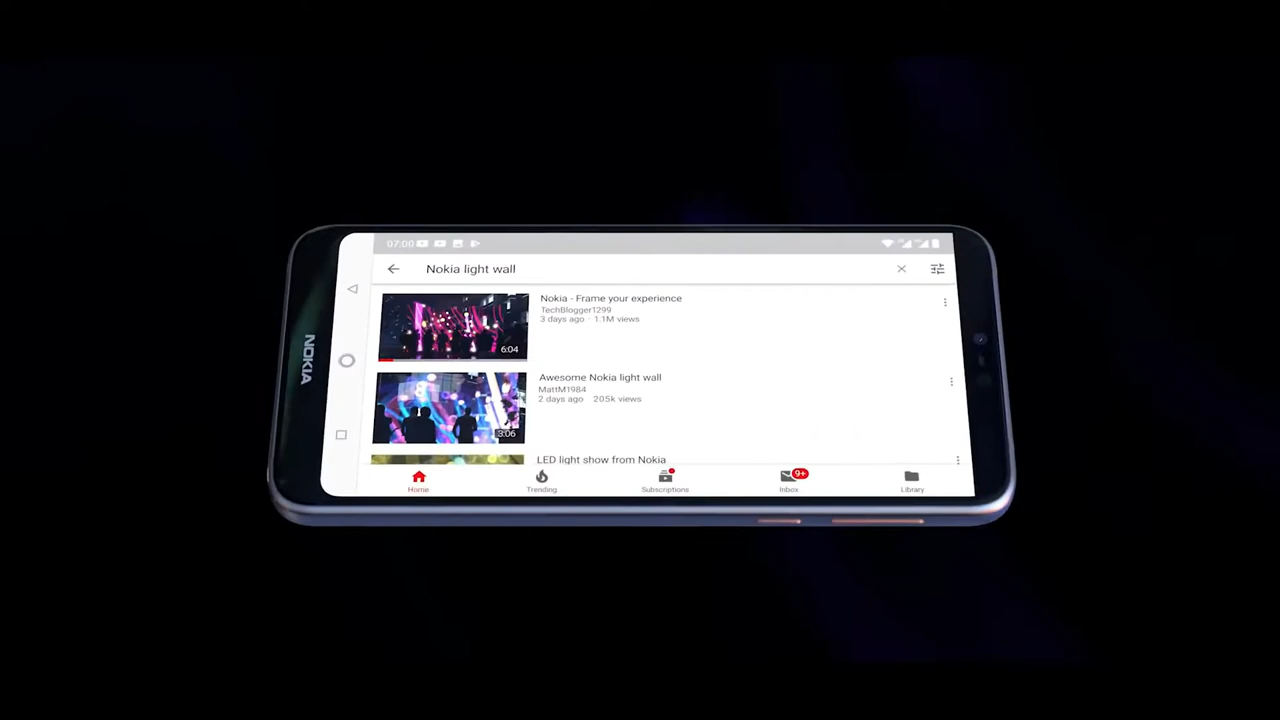 NOKIA
07:00
Nokia light wall
Nokia - Frame your experience
TechBlogger1299
3 days ago · 1.1M views
6:04
Awesome Nokia light wall
MattM1984
2 days ago 205k views
3:06
LED light show from Nokia
9+
Home Trending Subscriptions Inbox Library